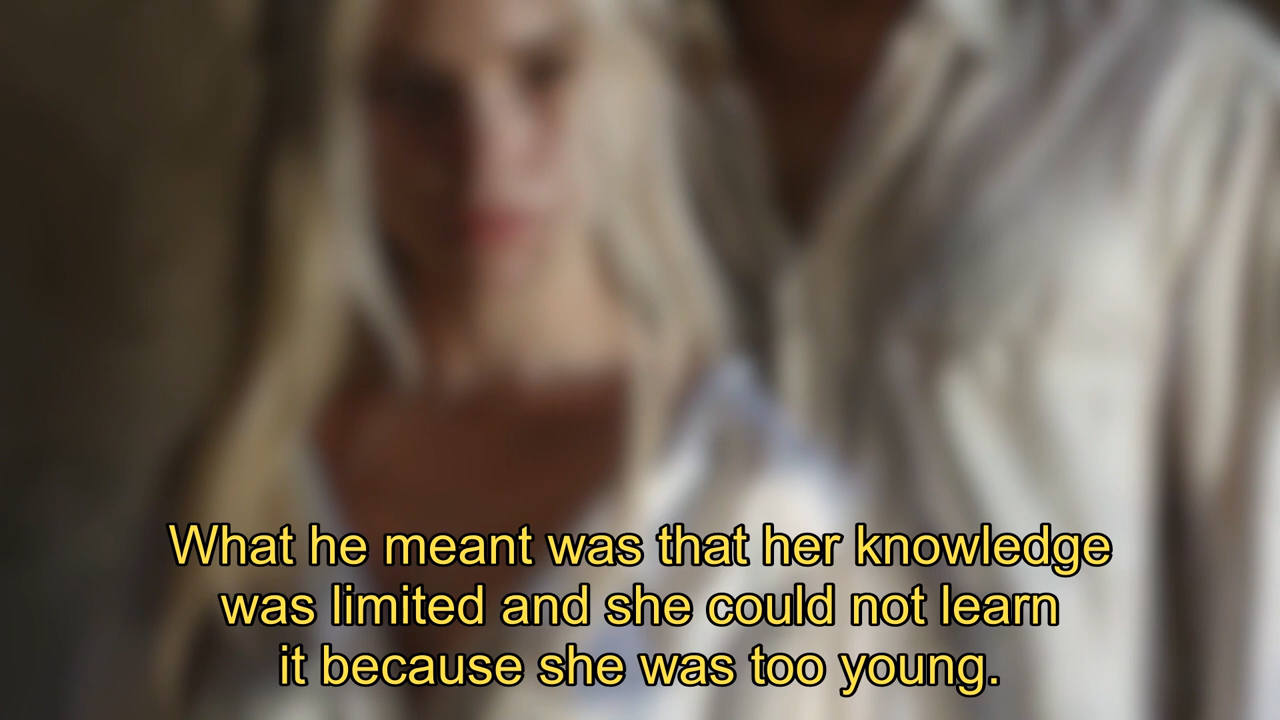 What he meant was that her knowledge
was limited and she could not learn
it because she was too young.